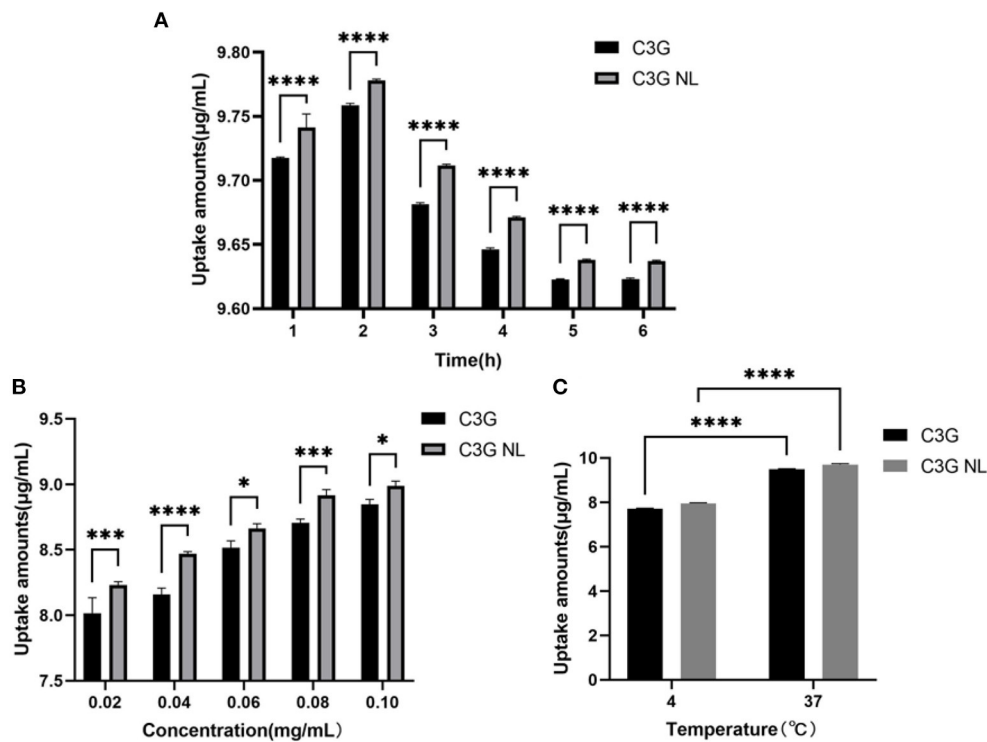 A
C3G
C3G NL
**** **** **** **** **** ****
Uptake amounts(µg/mL)
9.80
9.75
9.70
9.65
9.60
1 2 3 4 5 6
Time(h)
B
C3G
C3G NL
*** **** * *** *
Uptake amounts(µg/mL)
9.5
9.0
8.5
8.0
7.5
0.02 0.04 0.06 0.08 0.10
Concentration(mg/mL)
C
****
****
C3G
C3G NL
Uptake amounts(µg/mL)
10
8
6
4
2
0
4 37
Temperature(℃)